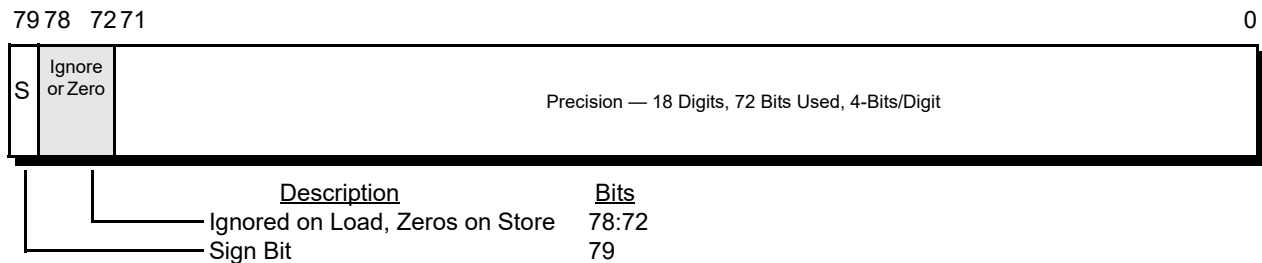 79 78 72 71 0
S
Ignore
or Zero
Precision — 18 Digits, 72 Bits Used, 4-Bits/Digit
Description Bits
Ignored on Load, Zeros on Store 78:72
Sign Bit 79